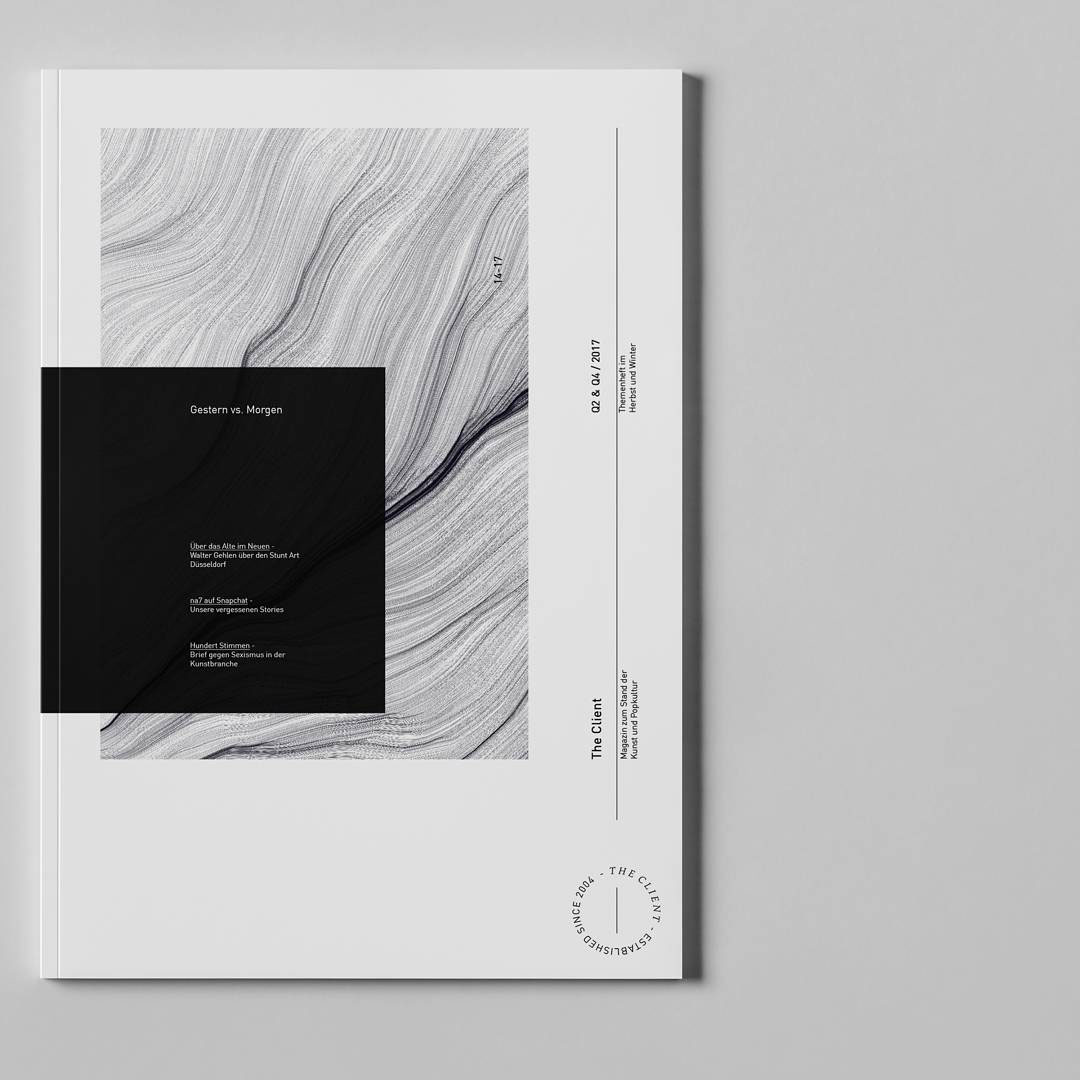 14-17
Gestern vs. Morgen
Über das Alte im Neuen -
Walter Gehlen über den Stunt Art
Düsseldorf
na7 auf Snapchat -
Unsere vergessenen Stories
Hundert Stimmen -
Brief gegen Sexismus in der
Kunstbranche
Q2 & Q4 / 2017
Themenheft im
Herbst und Winter
The Client
Magazin zum Stand der
Kunst und Popkultur
- THE CLIENT - ESTABLISHED SINCE 2004